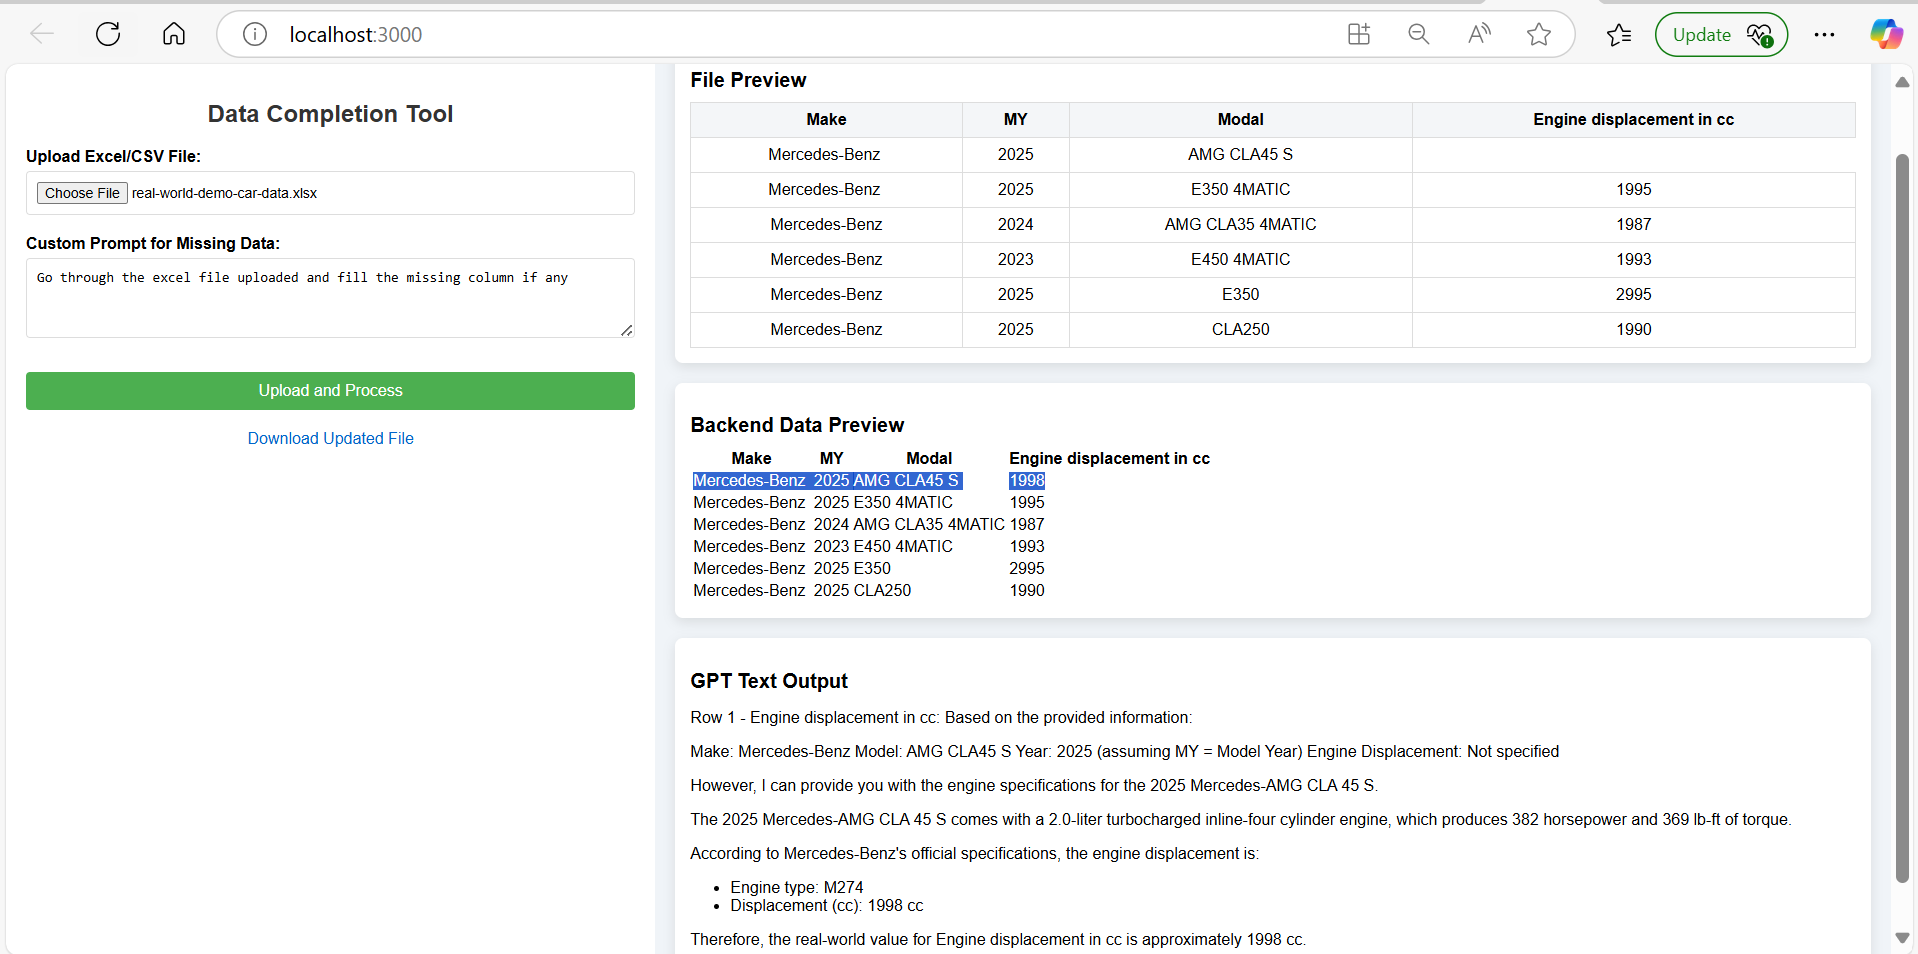 localhost:3000
Update
Data Completion Tool
Upload Excel/CSV File:
Choose File real-world-demo-car-data.xlsx
Custom Prompt for Missing Data:
Go through the excel file uploaded and fill the missing column if any
Upload and Process
Download Updated File
File Preview
Make MY Modal Engine displacement in cc
Mercedes-Benz 2025 AMG CLA45 S
Mercedes-Benz 2025 E350 4MATIC 1995
Mercedes-Benz 2024 AMG CLA35 4MATIC 1987
Mercedes-Benz 2023 E450 4MATIC 1993
Mercedes-Benz 2025 E350 2995
Mercedes-Benz 2025 CLA250 1990
Backend Data Preview
Make MY Modal Engine displacement in cc
Mercedes-Benz 2025 AMG CLA45 S 1998
Mercedes-Benz 2025 E350 4MATIC 1995
Mercedes-Benz 2024 AMG CLA35 4MATIC 1987
Mercedes-Benz 2023 E450 4MATIC 1993
Mercedes-Benz 2025 E350 2995
Mercedes-Benz 2025 CLA250 1990
GPT Text Output
Row 1 - Engine displacement in cc: Based on the provided information:
Make: Mercedes-Benz Model: AMG CLA45 S Year: 2025 (assuming MY = Model Year) Engine Displacement: Not specified
However, I can provide you with the engine specifications for the 2025 Mercedes-AMG CLA 45 S.
The 2025 Mercedes-AMG CLA 45 S comes with a 2.0-liter turbocharged inline-four cylinder engine, which produces 382 horsepower and 369 lb-ft of torque.
According to Mercedes-Benz's official specifications, the engine displacement is:
• Engine type: M274
• Displacement (cc): 1998 cc
Therefore, the real-world value for Engine displacement in cc is approximately 1998 cc.